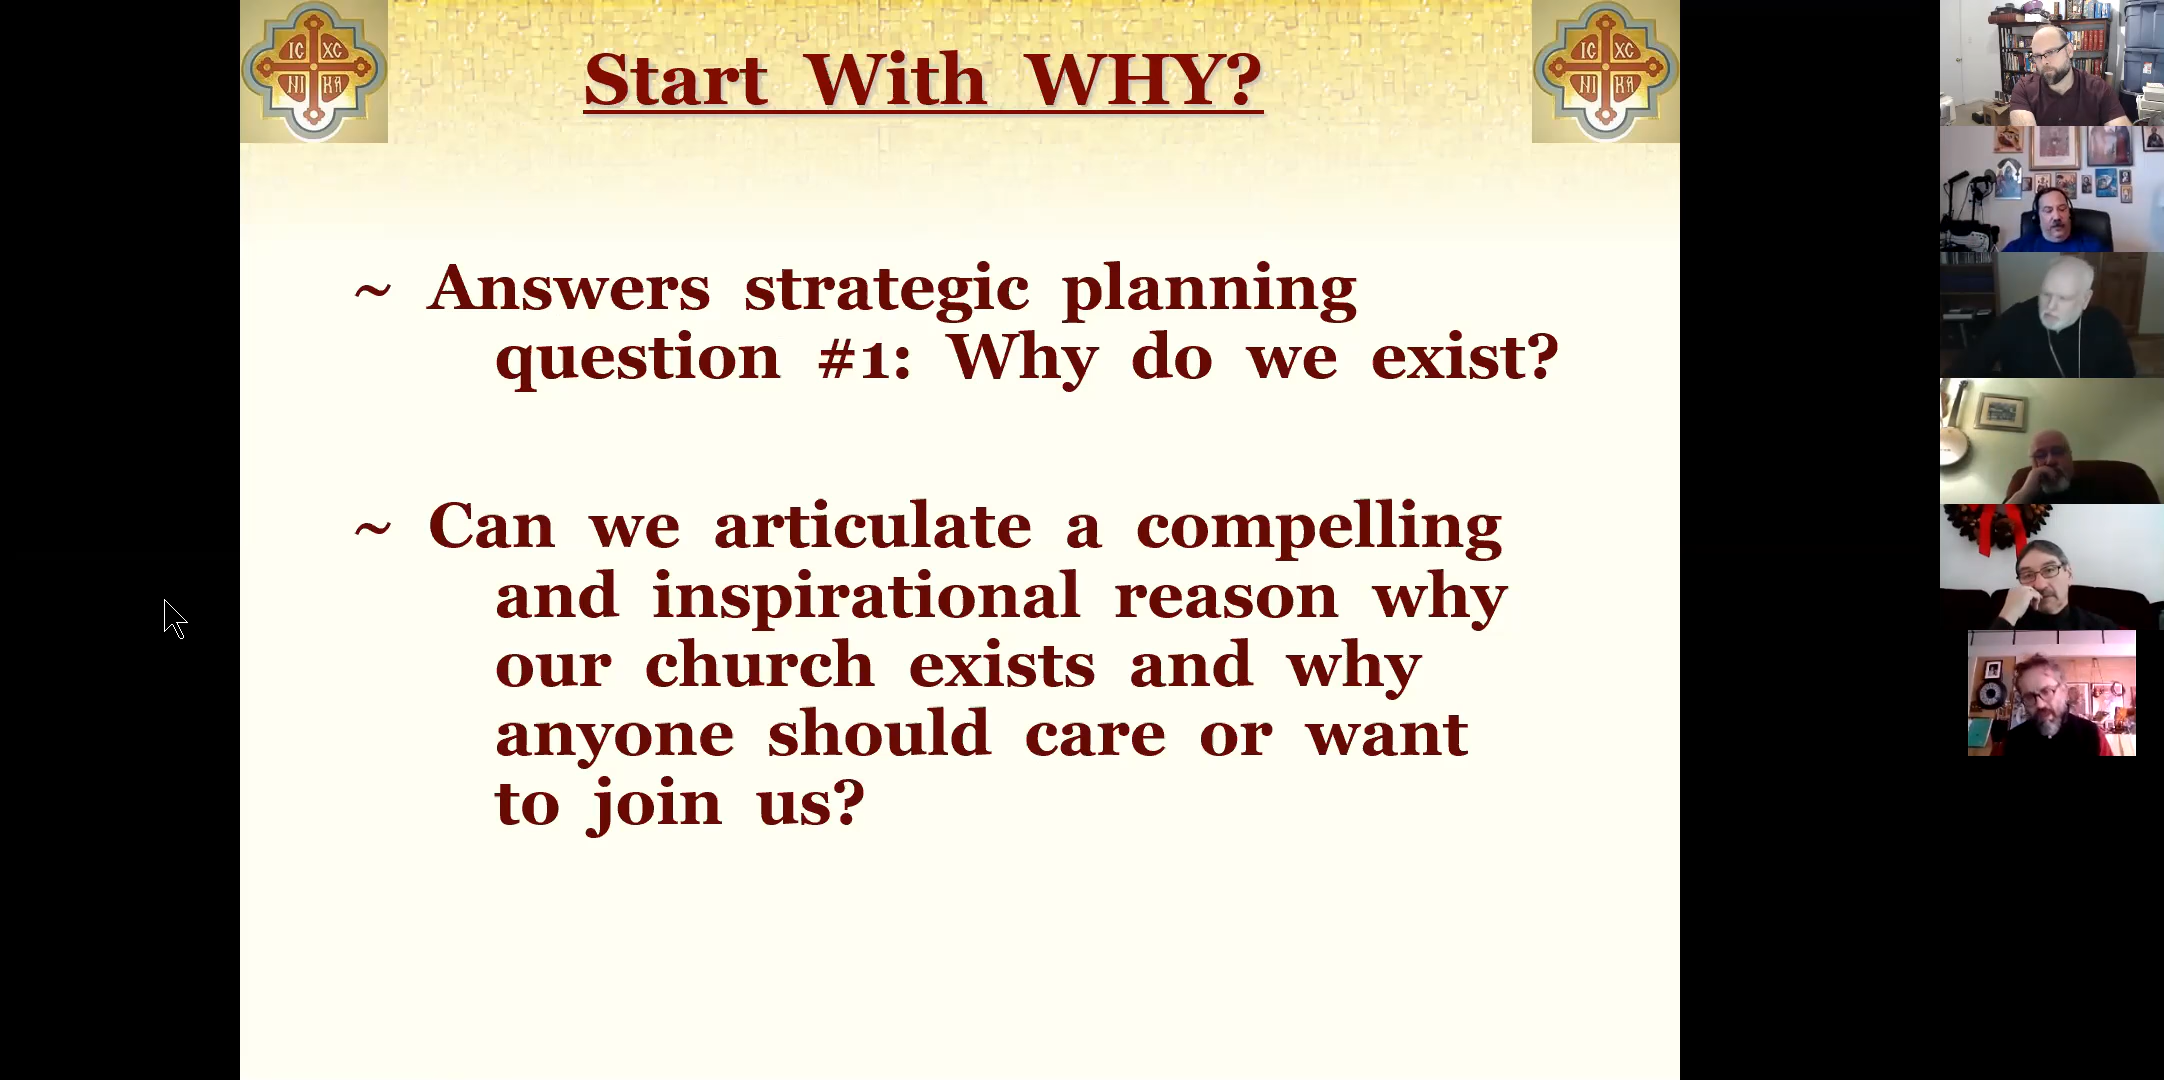 IC XC
NI KA
Start With WHY?
IC XC
NI KA
~ Answers strategic planning
question #1: Why do we exist?
~ Can we articulate a compelling
and inspirational reason why
our church exists and why
anyone should care or want
to join us?